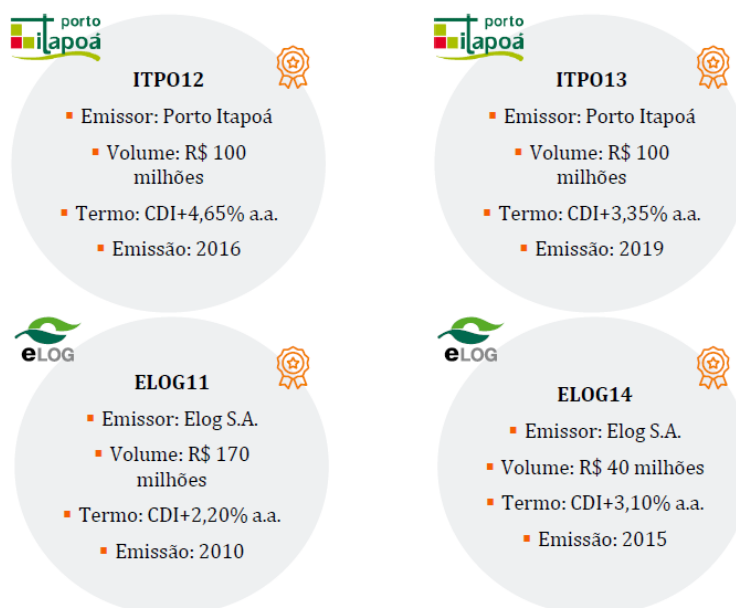 porto
itapoá
ITPO12
▪ Emissor: Porto Itapoá
▪ Volume: R$ 100
milhões
▪ Termo: CDI+4,65% a.a.
▪ Emissão: 2016
porto
itapoá
ITPO13
▪ Emissor: Porto Itapoá
▪ Volume: R$ 100
milhões
▪ Termo: CDI+3,35% a.a.
▪ Emissão: 2019
eLOG
ELOG11
▪ Emissor: Elog S.A.
▪ Volume: R$ 170
milhões
▪ Termo: CDI+2,20% a.a.
▪ Emissão: 2010
eLOG
ELOG14
▪ Emissor: Elog S.A.
▪ Volume: R$ 40 milhões
▪ Termo: CDI+3,10% a.a.
▪ Emissão: 2015